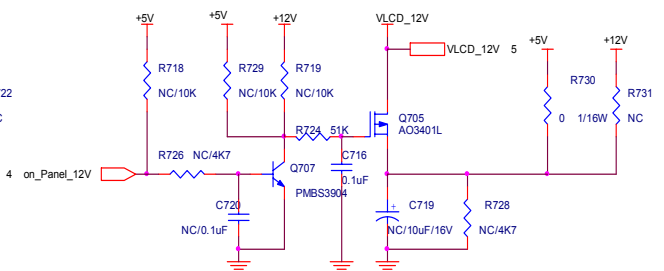 +5V
+5V
+12V
VLCD_12V
VLCD_12V 5
+5V
+12V
R718
NC/10K
R729
NC/10K
R719
NC/10K
R730
0 1/16W
R731
NC
Q705
AO3401L
R724 51K
R726 NC/4K7
4 on_Panel_12V
Q707
PMBS3904
C716
0.1uF
C720
NC/0.1uF
C719
+
NC/10uF/16V
R728
NC/4K7